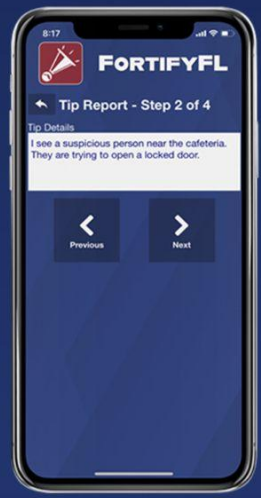 8:17
FORTIFYFL
Tip Report - Step 2 of 4
Tip Details
I see a suspicious person near the cafeteria.
They are trying to open a locked door.
Previous
Next